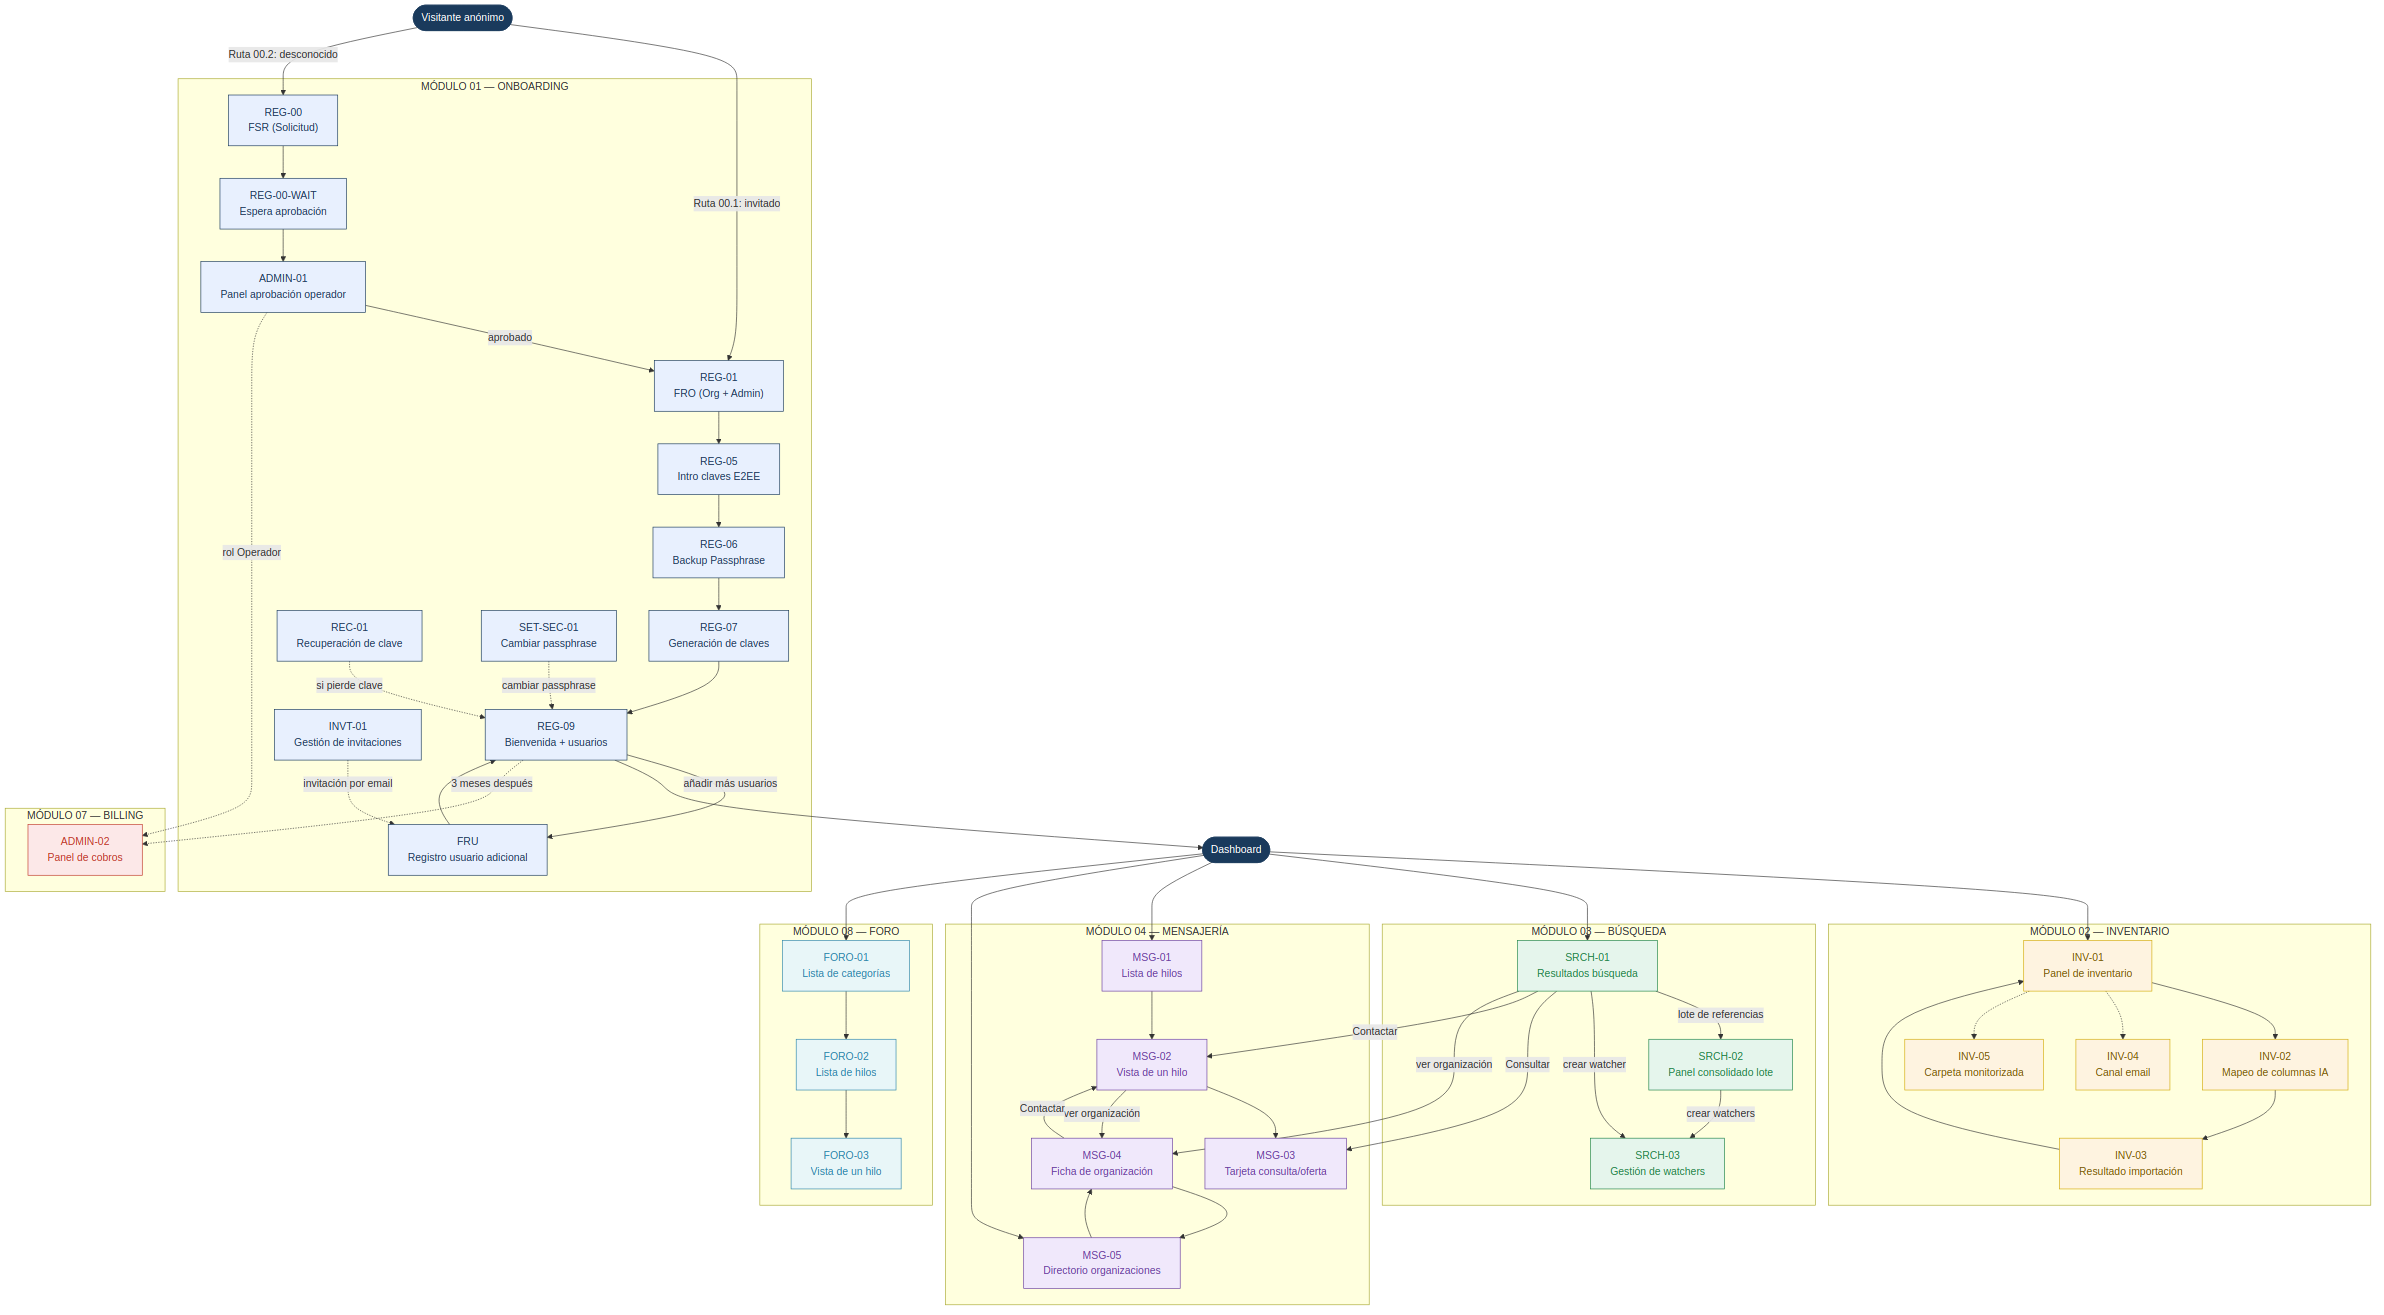 Visitante anónimo
Ruta 00.2: desconocido
MÓDULO 01 — ONBOARDING
REG-00
FSR (Solicitud)
REG-00-WAIT
Espera aprobación
Ruta 00.1: invitado
ADMIN-01
Panel aprobación operador
aprobado
REG-01
FRO (Org + Admin)
REG-05
Intro claves E2EE
rol Operador
REG-06
Backup Passphrase
REC-01
Recuperación de clave
SET-SEC-01
Cambiar passphrase
REG-07
Generación de claves
si pierde clave
cambiar passphrase
INVT-01
Gestión de invitaciones
REG-09
Bienvenida + usuarios
invitación por email
3 meses después
añadir más usuarios
MÓDULO 07 — BILLING
ADMIN-02
Panel de cobros
FRU
Registro usuario adicional
Dashboard
MÓDULO 08 — FORO
FORO-01
Lista de categorías
FORO-02
Lista de hilos
FORO-03
Vista de un hilo
MÓDULO 04 — MENSAJERÍA
MSG-01
Lista de hilos
Contactar
MSG-02
Vista de un hilo
Contactar
ver organización
MSG-04
Ficha de organización
MSG-03
Tarjeta consulta/oferta
MSG-05
Directorio organizaciones
MÓDULO 03 — BÚSQUEDA
SRCH-01
Resultados búsqueda
lote de referencias
ver organización
Consultar
crear watcher
SRCH-02
Panel consolidado lote
crear watchers
SRCH-03
Gestión de watchers
MÓDULO 02 — INVENTARIO
INV-01
Panel de inventario
INV-05
Carpeta monitorizada
INV-04
Canal email
INV-02
Mapeo de columnas IA
INV-03
Resultado importación